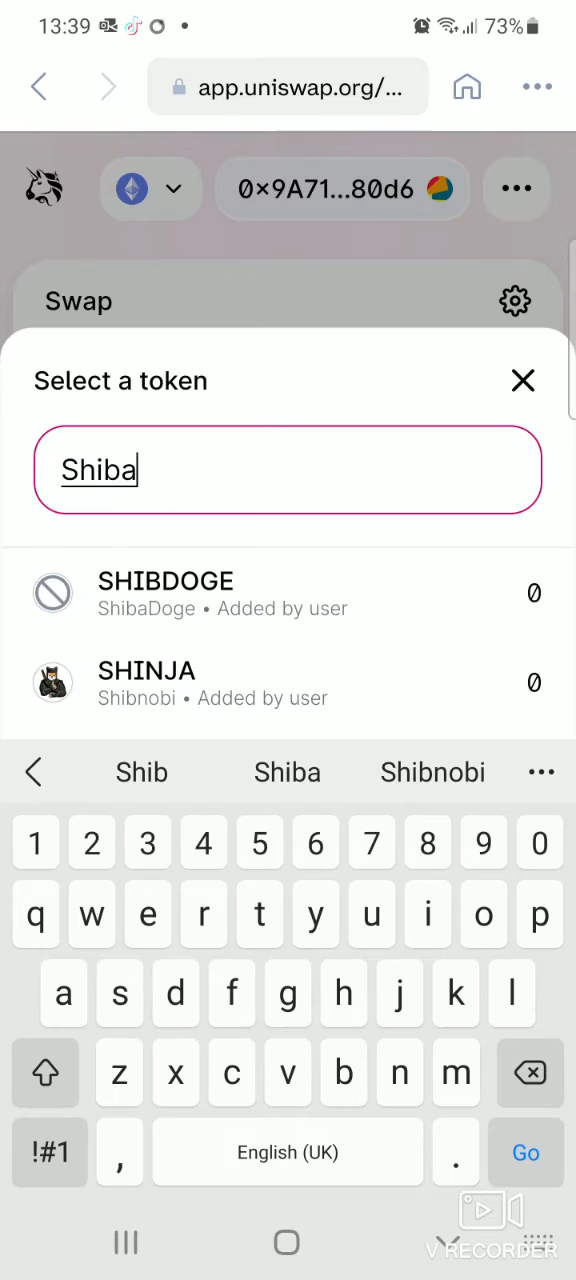 13:39 73%
app.uniswap.org/...
0×9A71...80d6
Swap
Select a token
Shiba
SHIBDOGE
ShibaDoge • Added by user
0
SHINJA
Shibnobi • Added by user
0
Shib Shiba Shibnobi
1 2 3 4 5 6 7 8 9 0
q w e r t y u i o p
a s d f g h j k l
z x c v b n m
!#1 , English (UK) . Go
V RECORDER